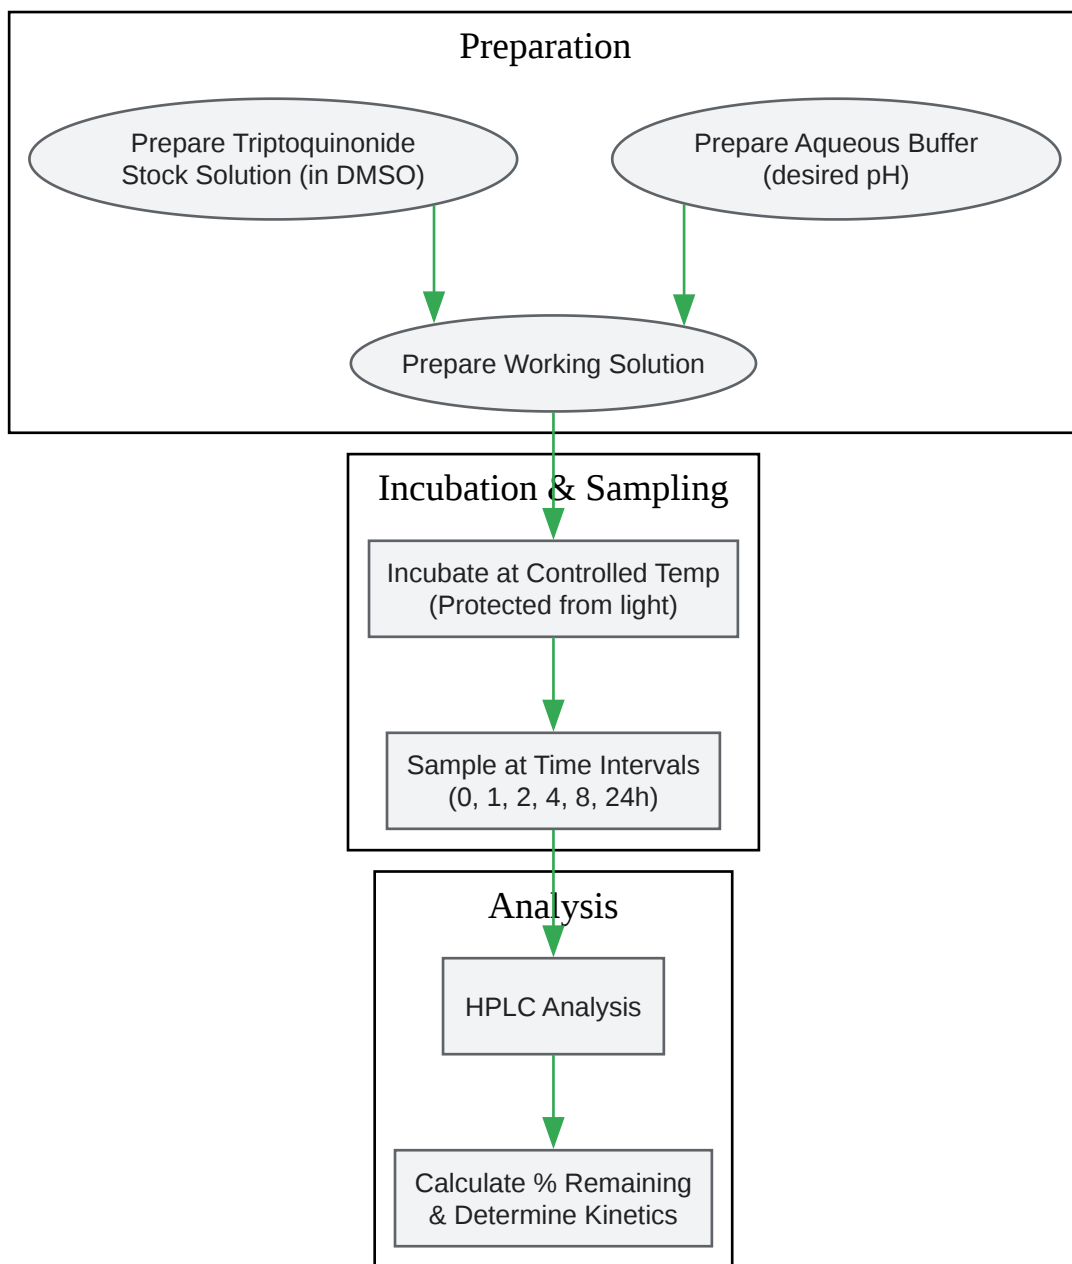 Preparation
Prepare Triptoquinonide
Stock Solution (in DMSO)
Prepare Aqueous Buffer
(desired pH)
Prepare Working Solution
Incubation & Sampling
Incubate at Controlled Temp
(Protected from light)
Sample at Time Intervals
(0, 1, 2, 4, 8, 24h)
Analysis
HPLC Analysis
Calculate % Remaining
& Determine Kinetics